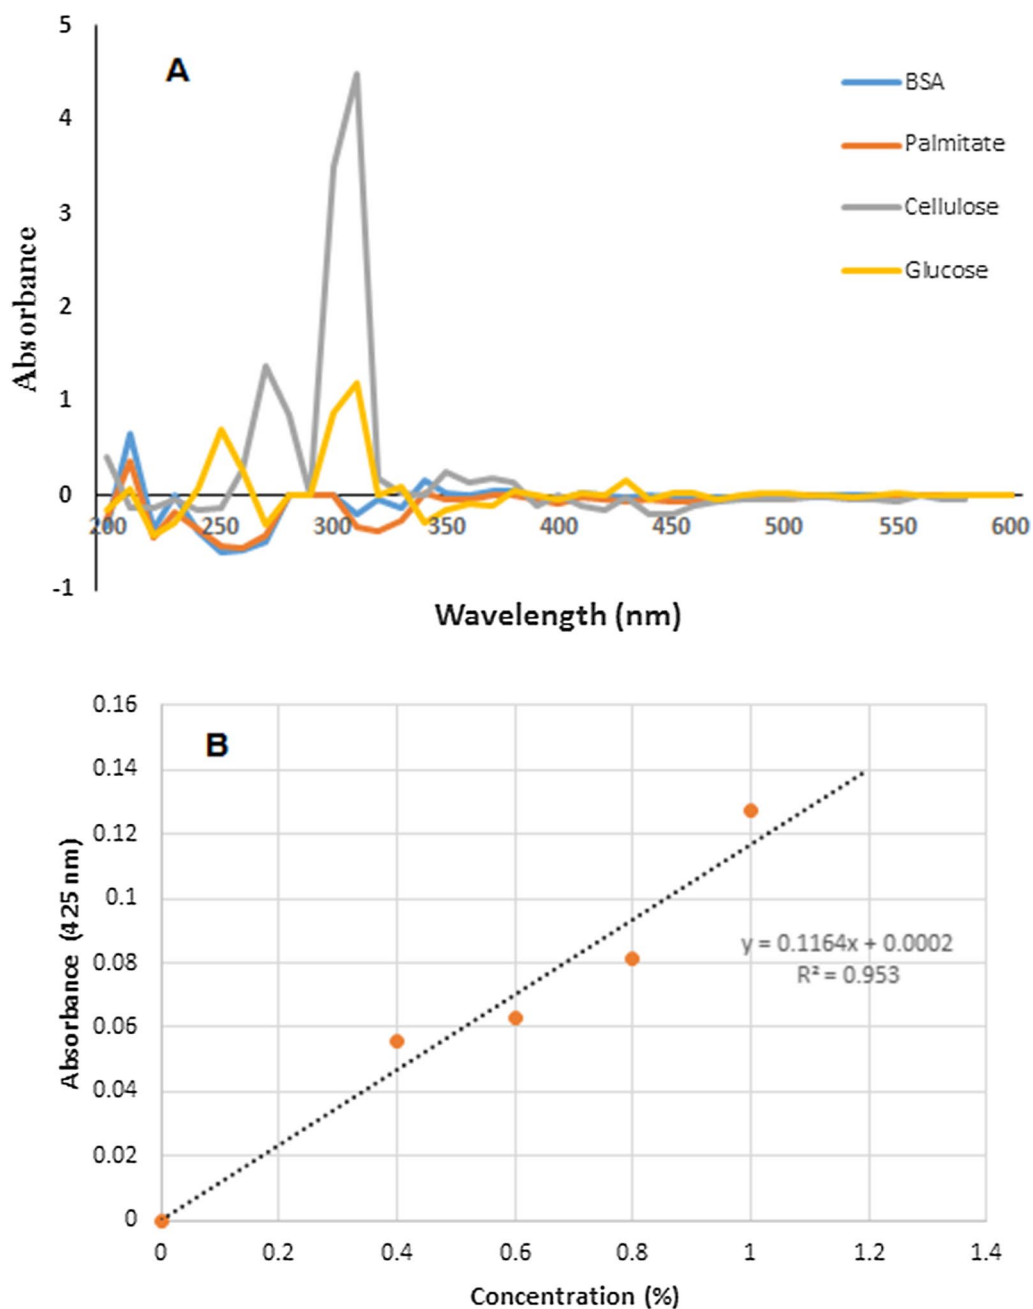 5
A
BSA
4
Palmitate
3
Cellulose
Glucose
2
1
0
200 250 300 350 400 450 500 550 600
-1
Absorbance
Wavelength (nm)
0.16
B
0.14
0.12
0.1
y = 0.1164x + 0.0002
R² = 0.953
0.08
0.06
0.04
0.02
0
0 0.2 0.4 0.6 0.8 1 1.2 1.4
Absorbance (425 nm)
Concentration (%)